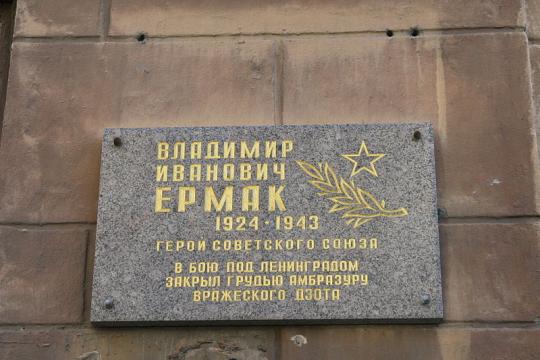 ВЛАДИМИР
ИВАНОВИЧ
ЕРМАК
1924 · 1943
ГЕРОЙ СОВЕТСКОГО СОЮЗА
В БОЮ ПОД ЛЕНИНГРАДОМ
ЗАКРЫЛ ГРУДЬЮ АМБРАЗУРУ
ВРАЖЕСКОГО ДЗОТА